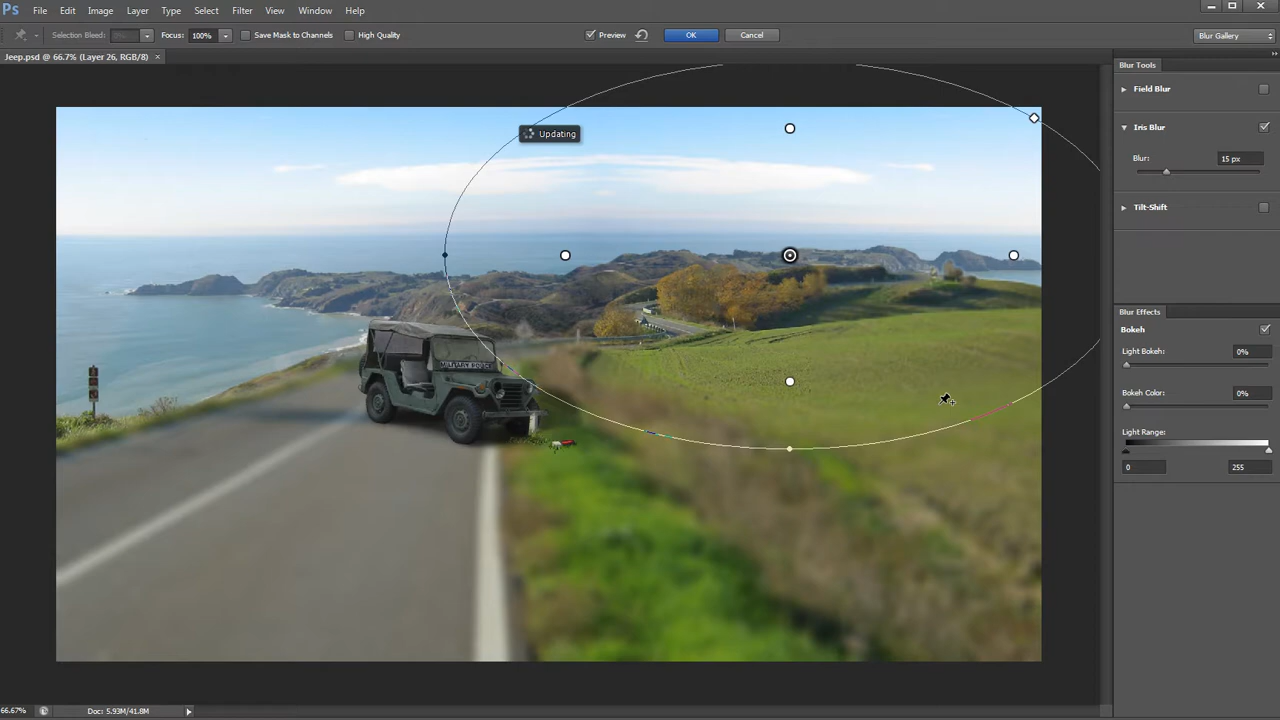 Ps File Edit Image Layer Type Select Filter View Window Help
Selection Bleed: 0% Focus: 100% Save Mask to Channels High Quality Preview OK Cancel Blur Gallery
Jeep.psd @ 66.7% (Layer 26, RGB/8) ×
Blur Tools
Field Blur
Updating
Iris Blur
Blur: 15 px
Tilt-Shift
Blur Effects
Bokeh
Light Bokeh: 0%
MILITARY POLICE
Bokeh Color: 0%
Light Range:
0 255
66.67% Doc: 5.93M/41.8M